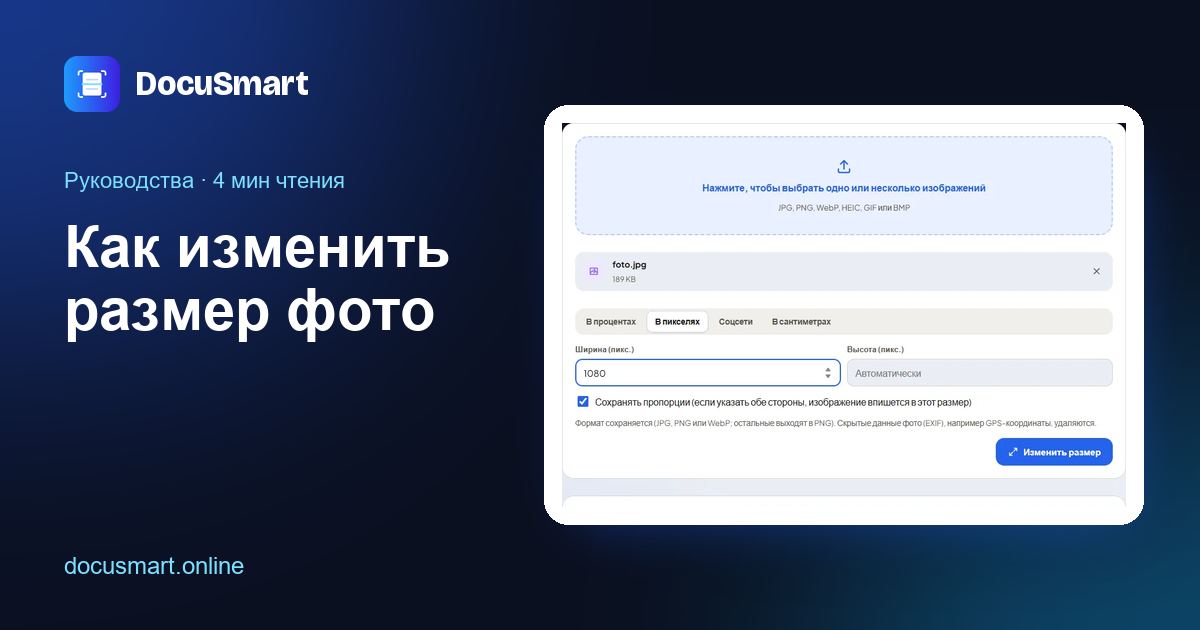 DocuSmart
Руководства · 4 мин чтения
Как изменить
размер фото
docusmart.online
Нажмите, чтобы выбрать одно или несколько изображений
JPG, PNG, WebP, HEIC, GIF или BMP
foto.jpg
189 KB
В процентах В пикселях Соцсети В сантиметрах
Ширина (пикс.) Высота (пикс.)
1080 Автоматически
Сохранять пропорции (если указать обе стороны, изображение впишется в этот размер)
Формат сохраняется (JPG, PNG или WebP; остальные выходят в PNG). Скрытые данные фото (EXIF), например GPS-координаты, удаляются.
Изменить размер